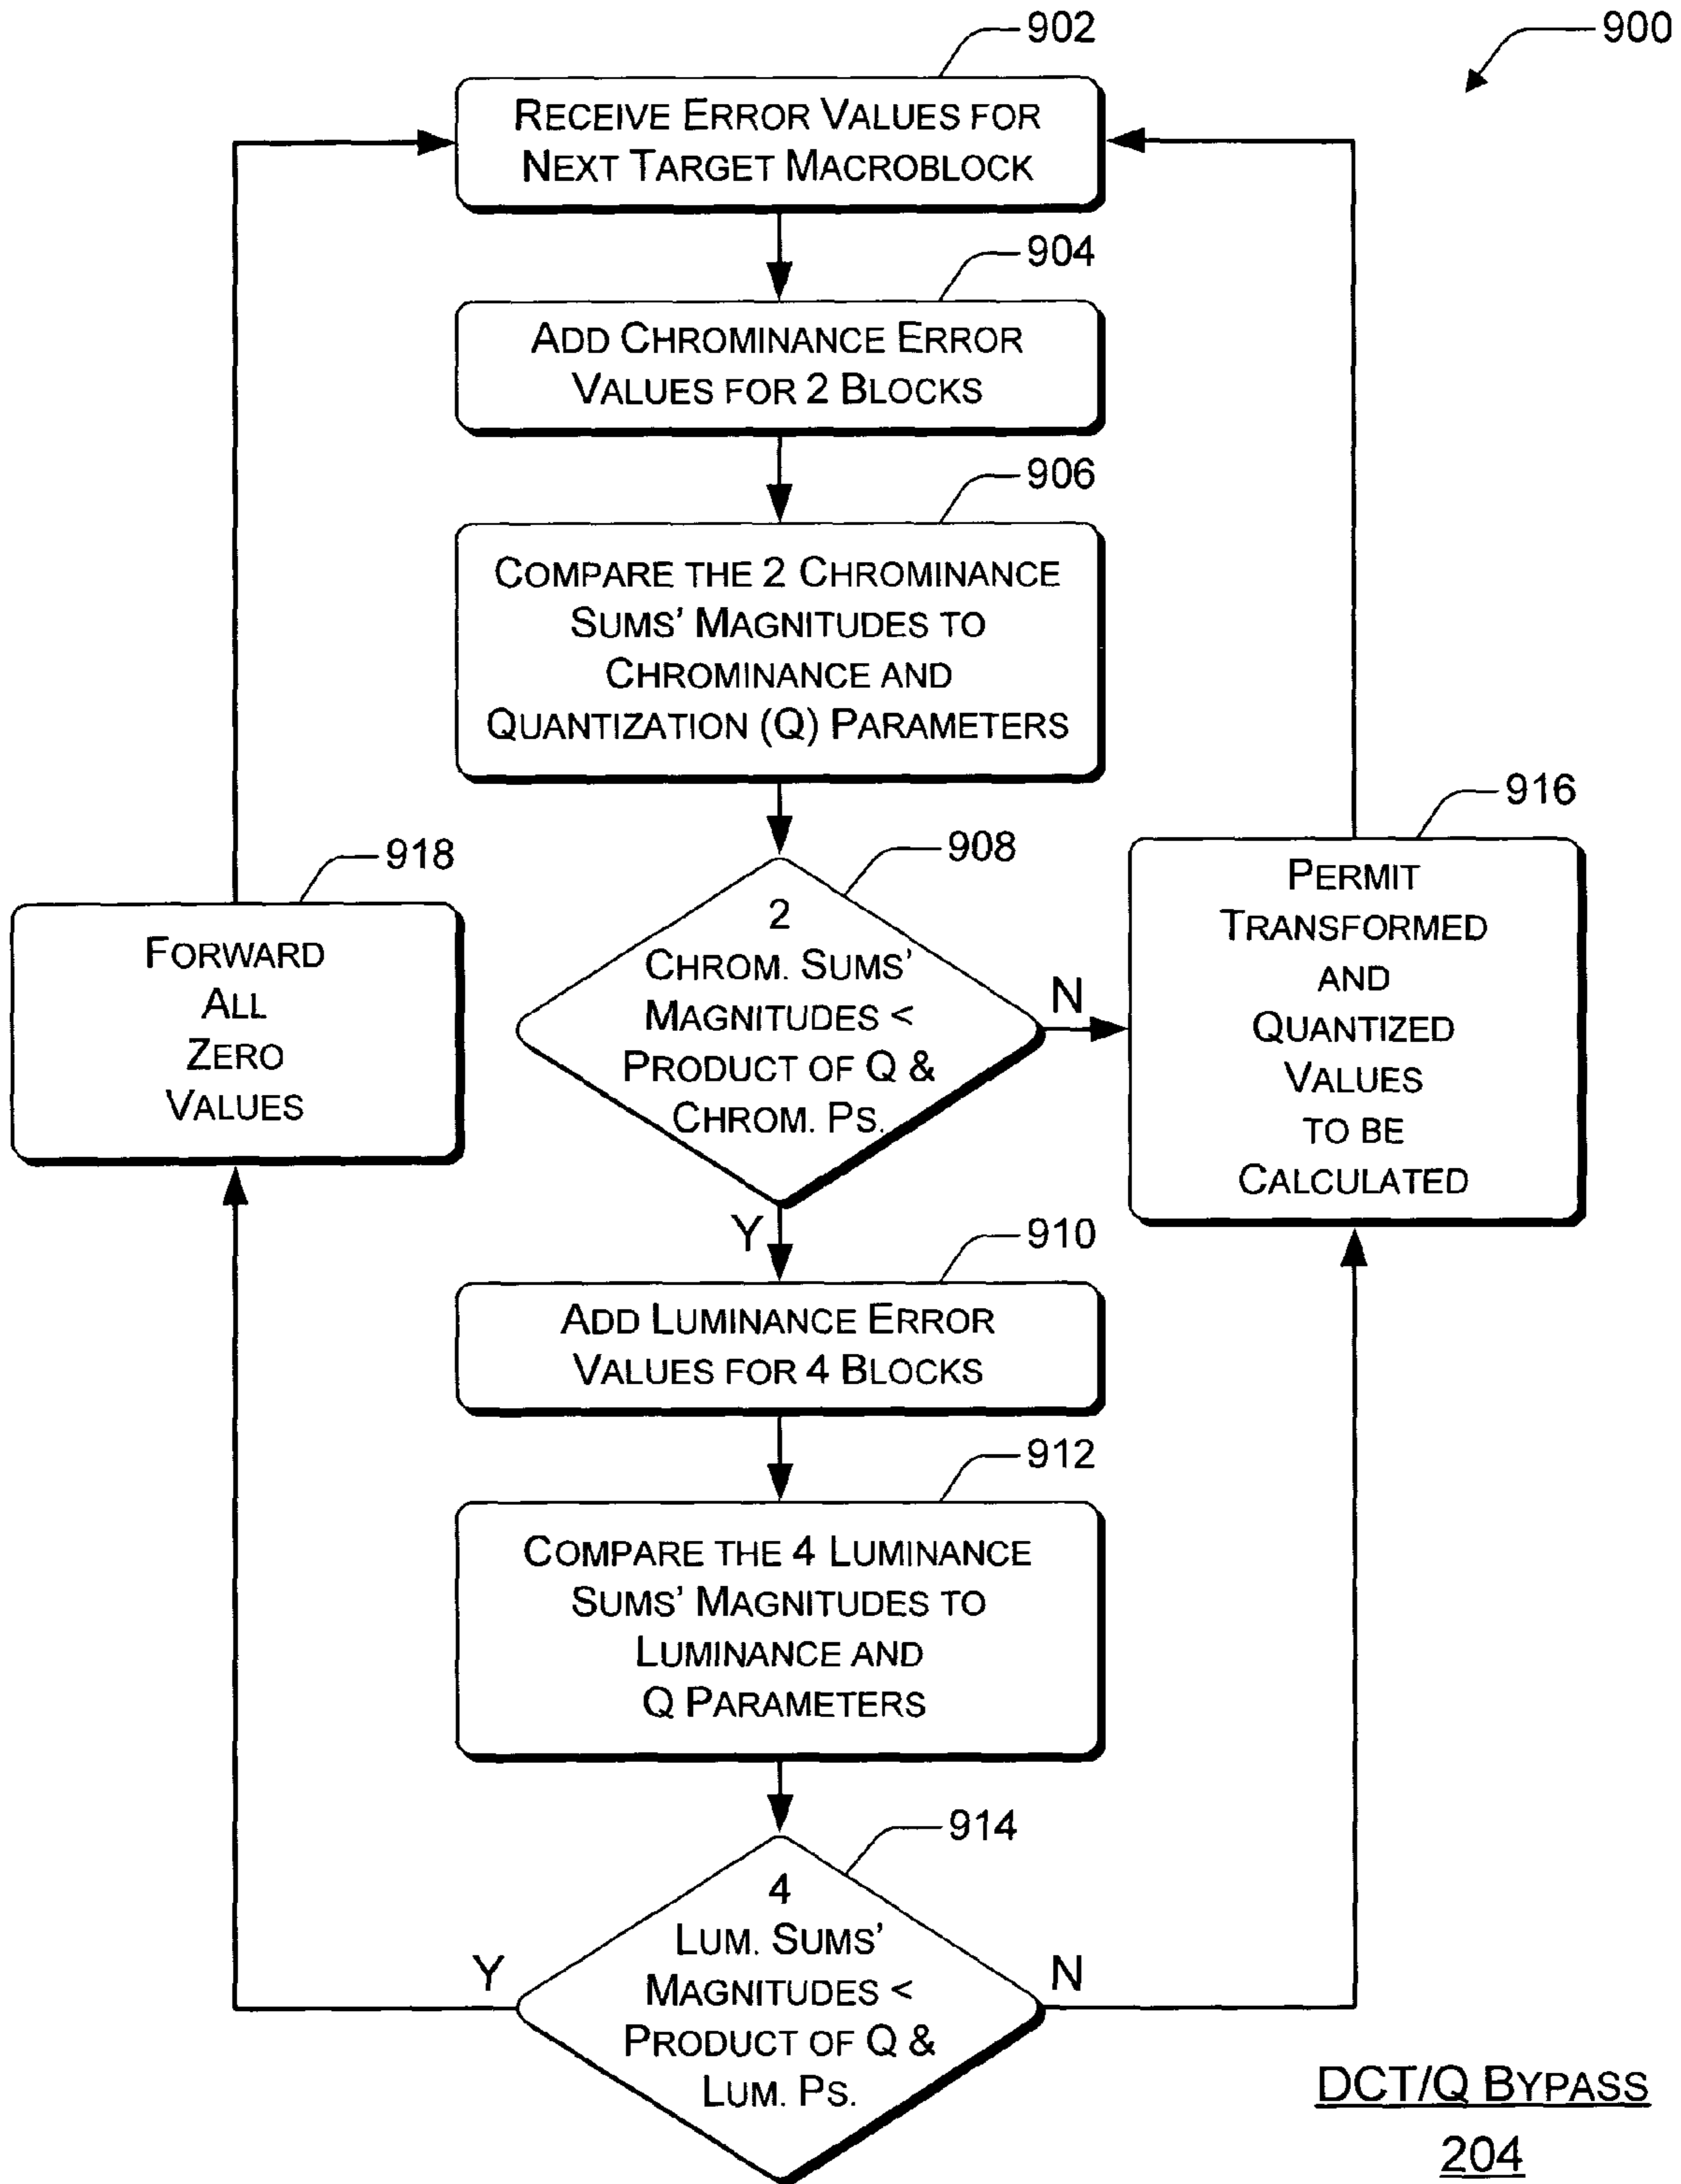 902
900
RECEIVE ERROR VALUES FOR
NEXT TARGET MACROBLOCK
904
ADD CHROMINANCE ERROR
VALUES FOR 2 BLOCKS
906
COMPARE THE 2 CHROMINANCE
SUMS' MAGNITUDES TO
CHROMINANCE AND
QUANTIZATION (Q) PARAMETERS
908
2
CHROM. SUMS'
MAGNITUDES <
PRODUCT OF Q &
CHROM. PS.
N
Y
916
PERMIT
TRANSFORMED
AND
QUANTIZED
VALUES
TO BE
CALCULATED
918
FORWARD
ALL
ZERO
VALUES
910
ADD LUMINANCE ERROR
VALUES FOR 4 BLOCKS
912
COMPARE THE 4 LUMINANCE
SUMS' MAGNITUDES TO
LUMINANCE AND
Q PARAMETERS
914
4
LUM. SUMS'
MAGNITUDES <
PRODUCT OF Q &
LUM. PS.
Y
N
DCT/Q BYPASS
204